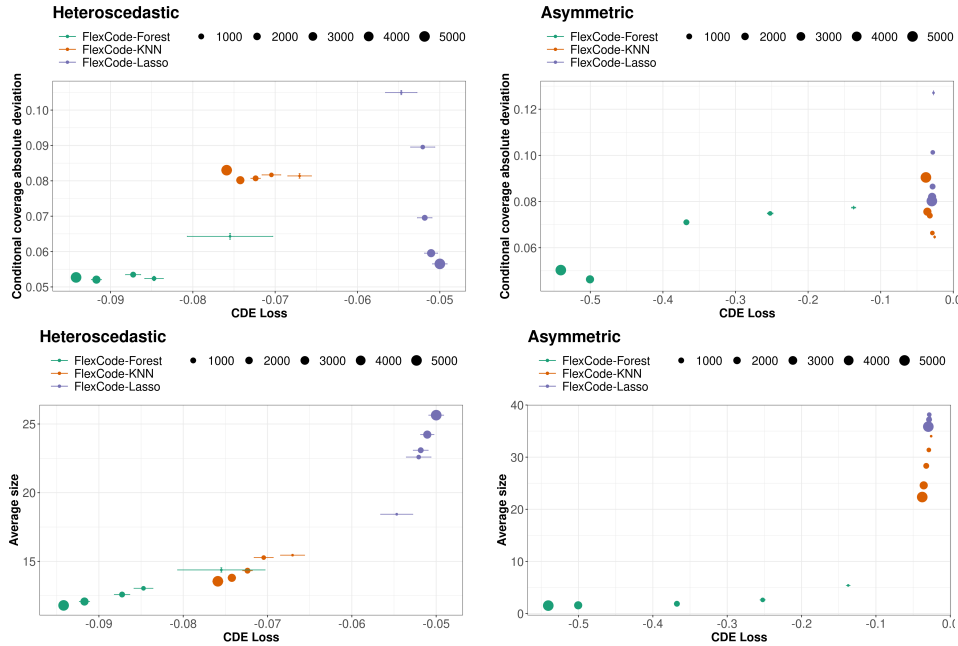 Heteroscedastic
FlexCode-Forest
FlexCode-KNN
FlexCode-Lasso
1000 2000 3000 4000 5000
Conditonal coverage absolute deviation
0.10
0.09
0.08
0.07
0.06
0.05
-0.09 -0.08 -0.07 -0.06 -0.05
CDE Loss
Asymmetric
FlexCode-Forest
FlexCode-KNN
FlexCode-Lasso
1000 2000 3000 4000 5000
Conditonal coverage absolute deviation
0.12
0.10
0.08
0.06
-0.5 -0.4 -0.3 -0.2 -0.1 0.0
CDE Loss
Heteroscedastic
FlexCode-Forest
FlexCode-KNN
FlexCode-Lasso
1000 2000 3000 4000 5000
Average size
25
20
15
-0.09 -0.08 -0.07 -0.06 -0.05
CDE Loss
Asymmetric
FlexCode-Forest
FlexCode-KNN
FlexCode-Lasso
1000 2000 3000 4000 5000
Average size
40
30
20
10
0
-0.5 -0.4 -0.3 -0.2 -0.1 0.0
CDE Loss